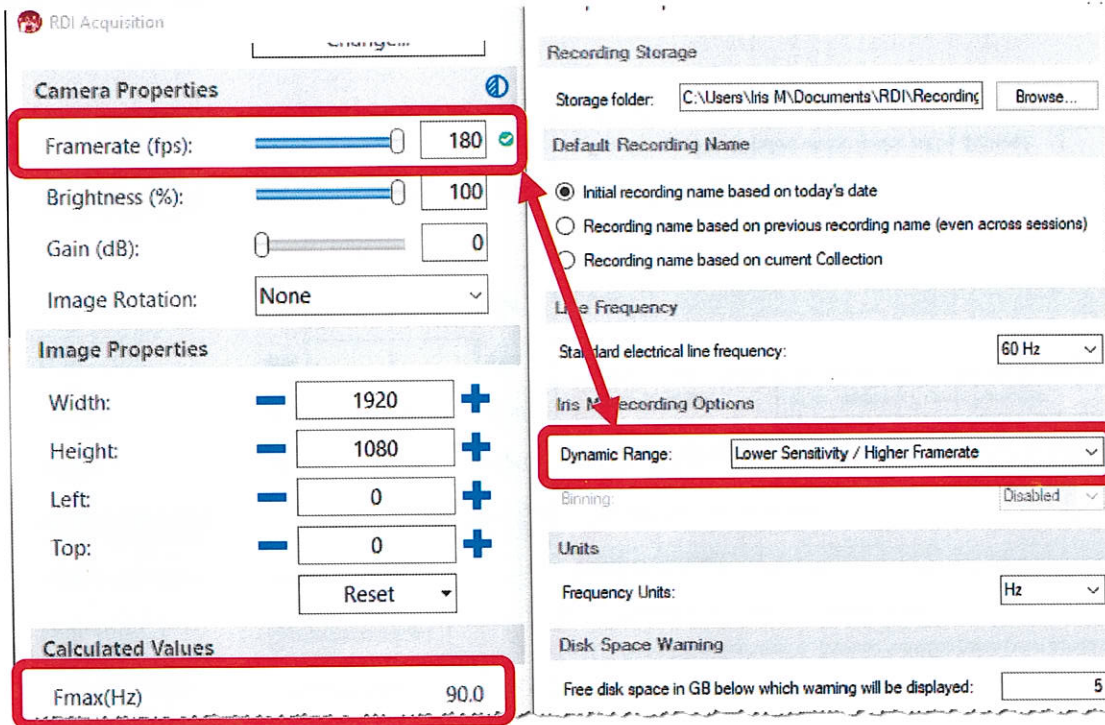 RDI Acquisition
Change...
Camera Properties
Framerate (fps): 180
Brightness (%): 100
Gain (dB): 0
Image Rotation: None
Image Properties
Width: 1920
Height: 1080
Left: 0
Top: 0
Reset
Calculated Values
Fmax(Hz) 90.0
Recording Storage
Storage folder: C:\Users\Iris M\Documents\RDI\Recording Browse...
Default Recording Name
Initial recording name based on today's date
Recording name based on previous recording name (even across sessions)
Recording name based on current Collection
Line Frequency
Standard electrical line frequency: 60 Hz
Iris M Recording Options
Dynamic Range: Lower Sensitivity / Higher Framerate
Binning: Disabled
Units
Frequency Units: Hz
Disk Space Warning
Free disk space in GB below which warning will be displayed: 5